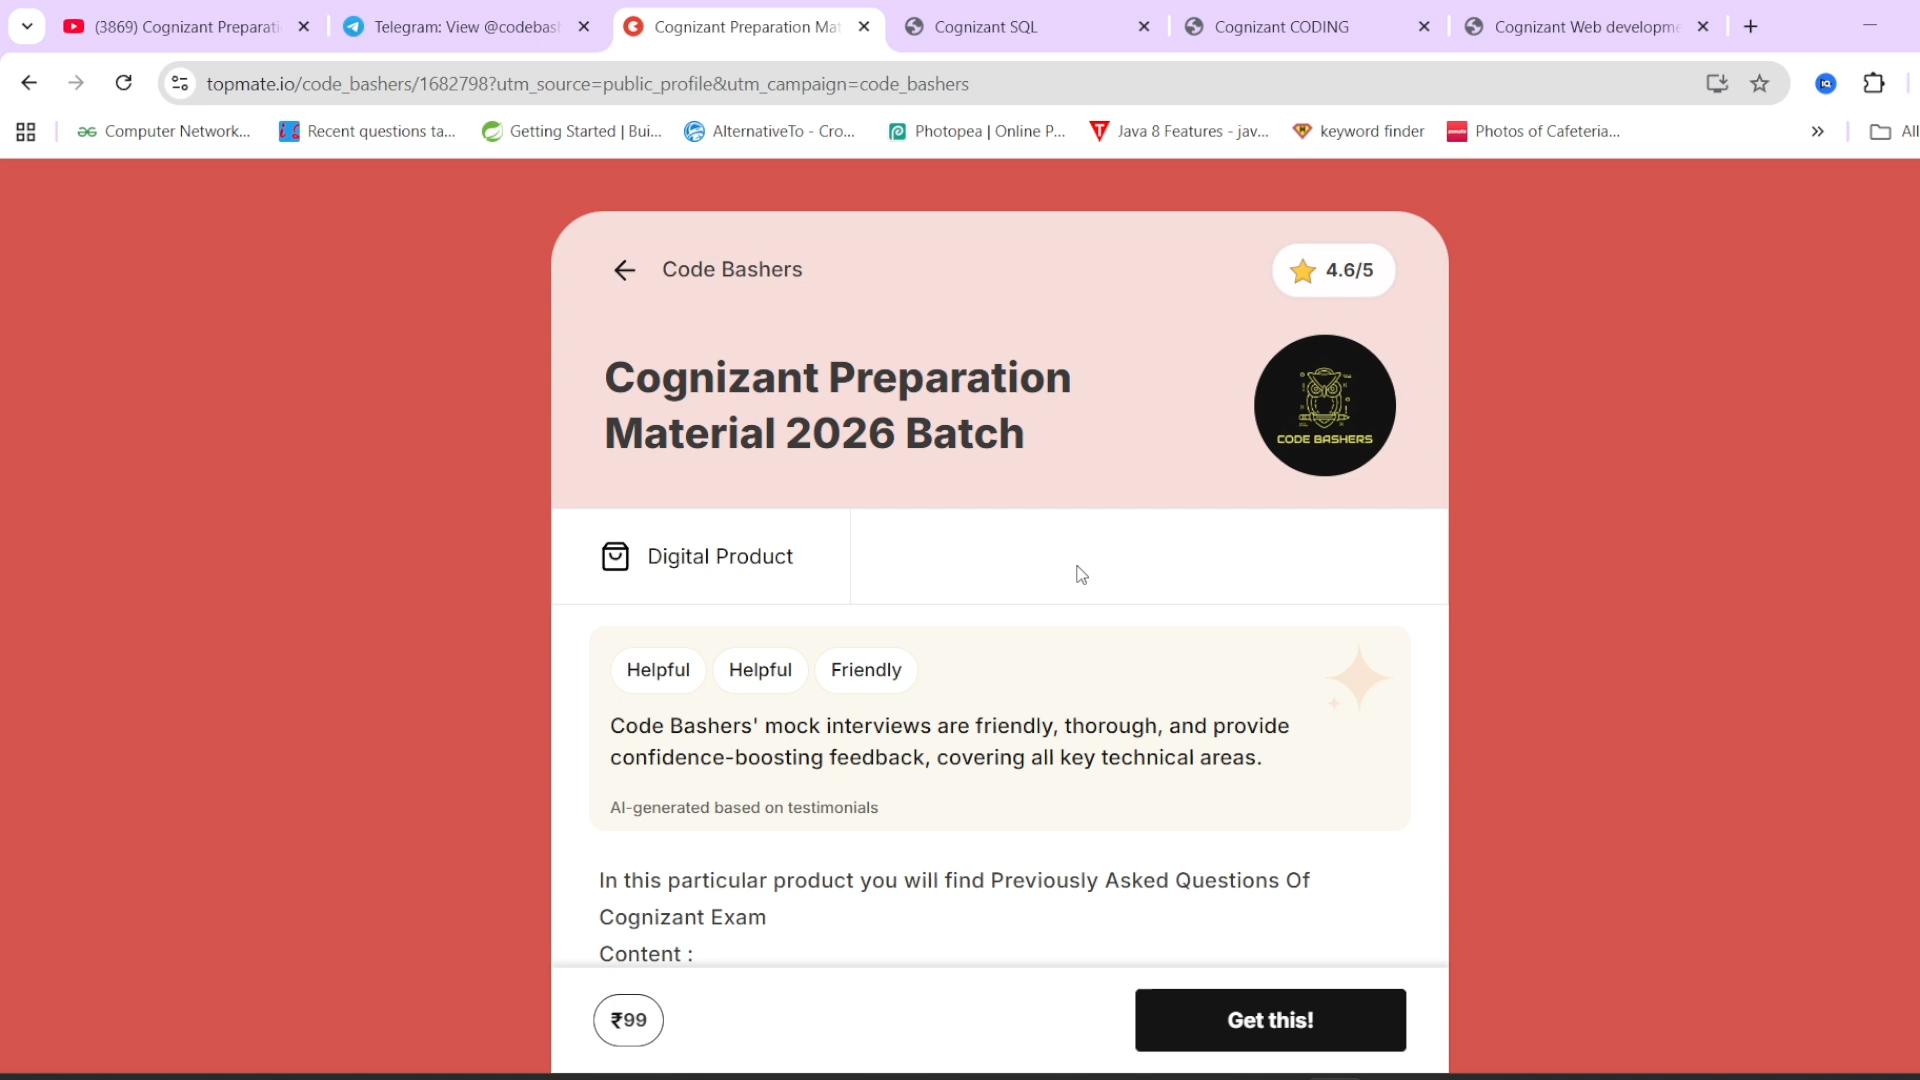 (3869) Cognizant Preparati
Telegram: View @codebash
Cognizant Preparation Mat
Cognizant SQL
Cognizant CODING
Cognizant Web developme
topmate.io/code_bashers/1682798?utm_source=public_profile&utm_campaign=code_bashers
Computer Network...
Recent questions ta...
Getting Started | Bui...
AlternativeTo - Cro...
Photopea | Online P...
Java 8 Features - jav...
keyword finder
Photos of Cafeteria...
All
Code Bashers
4.6/5
Cognizant Preparation
Material 2026 Batch
CODE BASHERS
Digital Product
Helpful
Helpful
Friendly
Code Bashers' mock interviews are friendly, thorough, and provide
confidence-boosting feedback, covering all key technical areas.
AI-generated based on testimonials
In this particular product you will find Previously Asked Questions Of
Cognizant Exam
Content :
₹99
Get this!